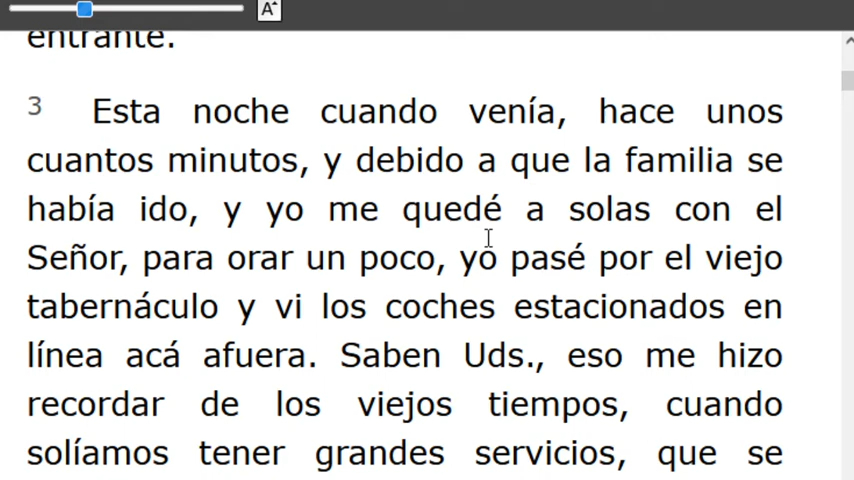 A
entrante.
3 Esta noche cuando venía, hace unos
cuantos minutos, y debido a que la familia se
había ido, y yo me quedé a solas con el
Señor, para orar un poco, yo pasé por el viejo
tabernáculo y vi los coches estacionados en
línea acá afuera. Saben Uds., eso me hizo
recordar de los viejos tiempos, cuando
solíamos tener grandes servicios, que se